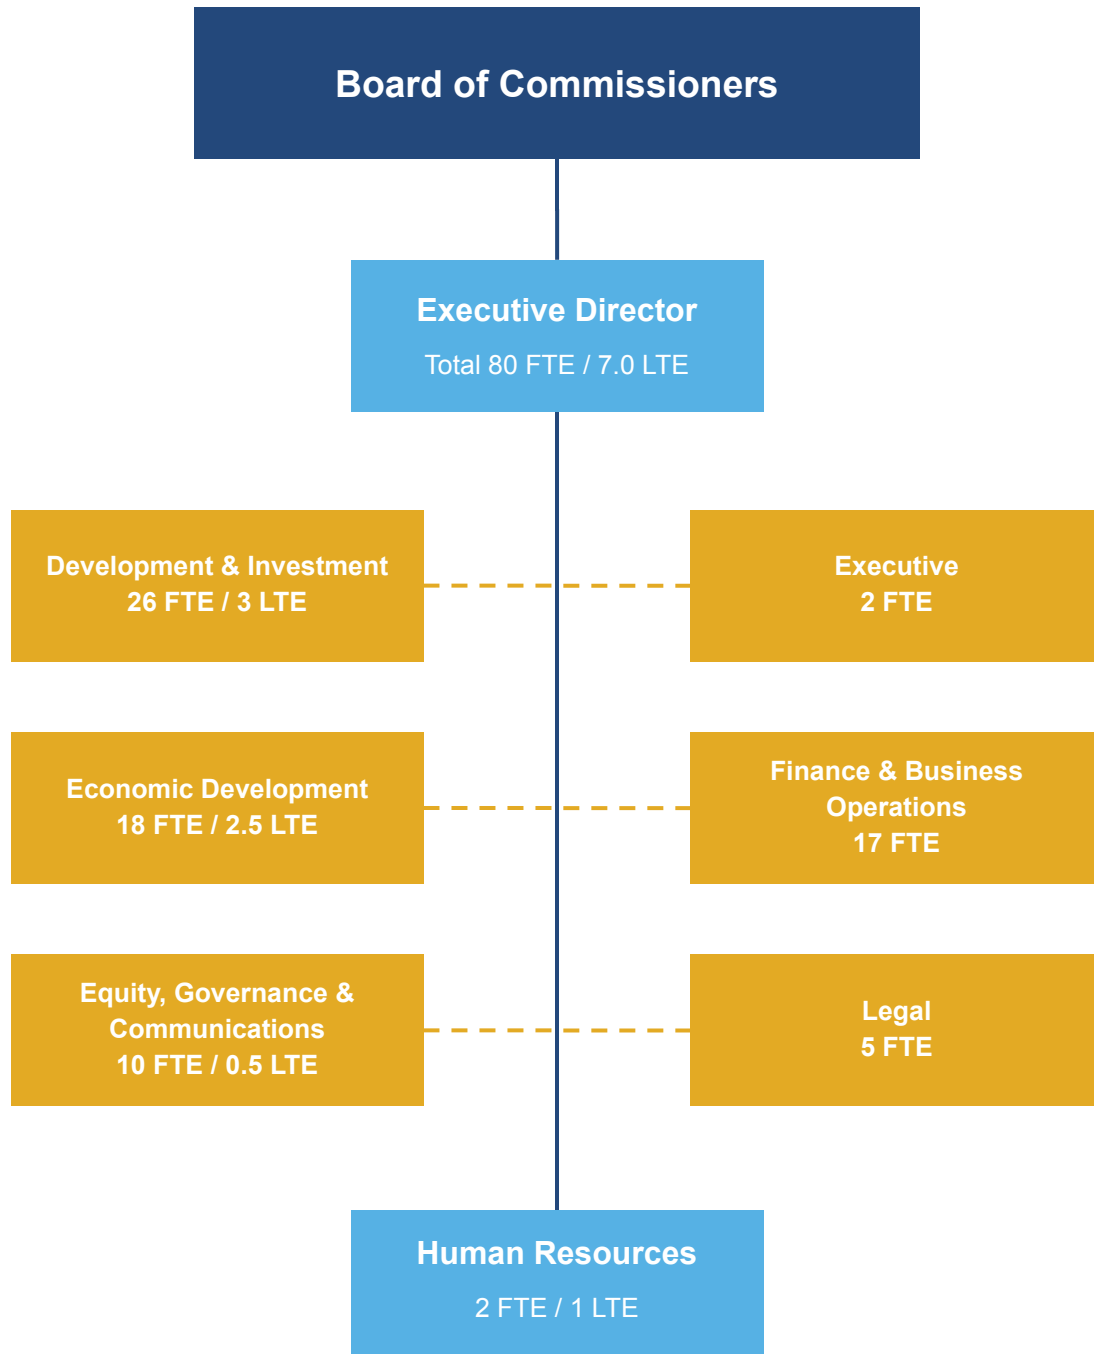 Board of Commissioners
Executive Director
Total 80 FTE / 7.0 LTE
Development & Investment
26 FTE / 3 LTE
Executive
2 FTE
Economic Development
18 FTE / 2.5 LTE
Finance & Business
Operations
17 FTE
Equity, Governance &
Communications
10 FTE / 0.5 LTE
Legal
5 FTE
Human Resources
2 FTE / 1 LTE